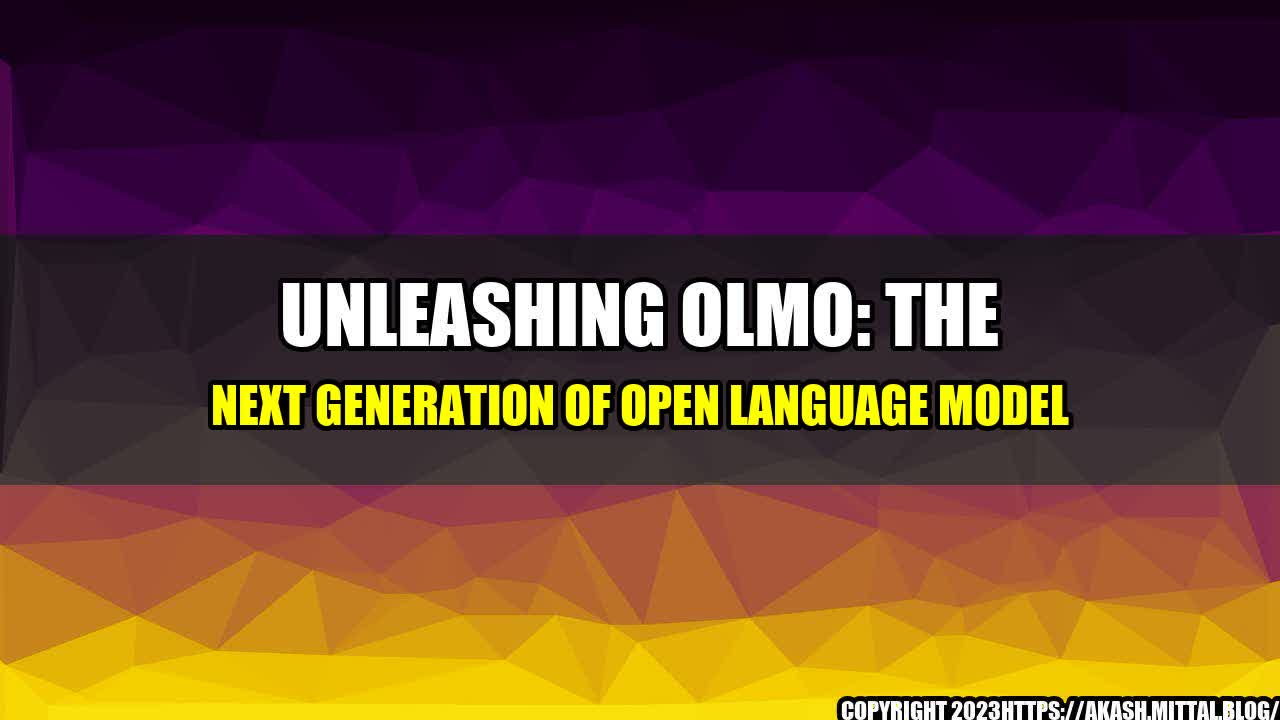 UNLEASHING OLMO: THE
NEXT GENERATION OF OPEN LANGUAGE MODEL
COPYRIGHT 2023HTTPS://AKASH.MITTAL.BLOG/